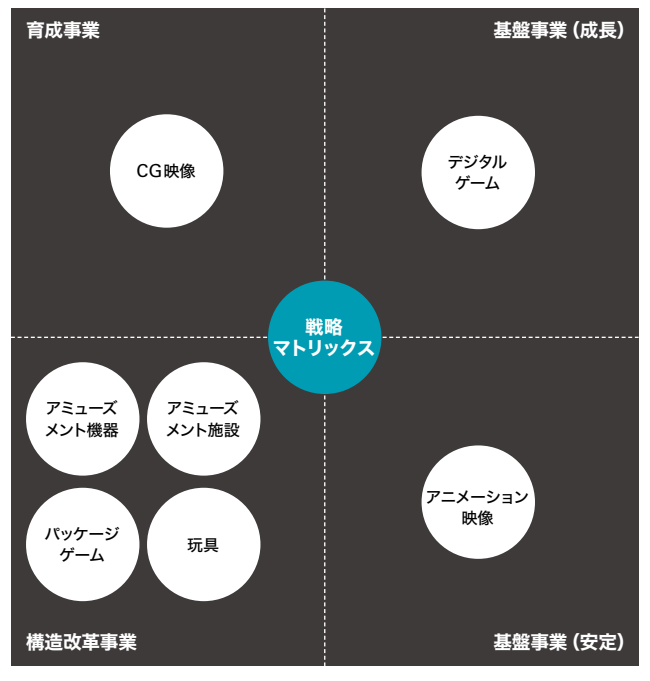 育成事業
基盤事業(成長)
CG映像
デジタル
ゲーム
戦略
マトリックス
アミューズ
メント機器
アミューズ
メント施設
パッケージ
ゲーム
玩具
アニメーション
映像
構造改革事業
基盤事業(安定)